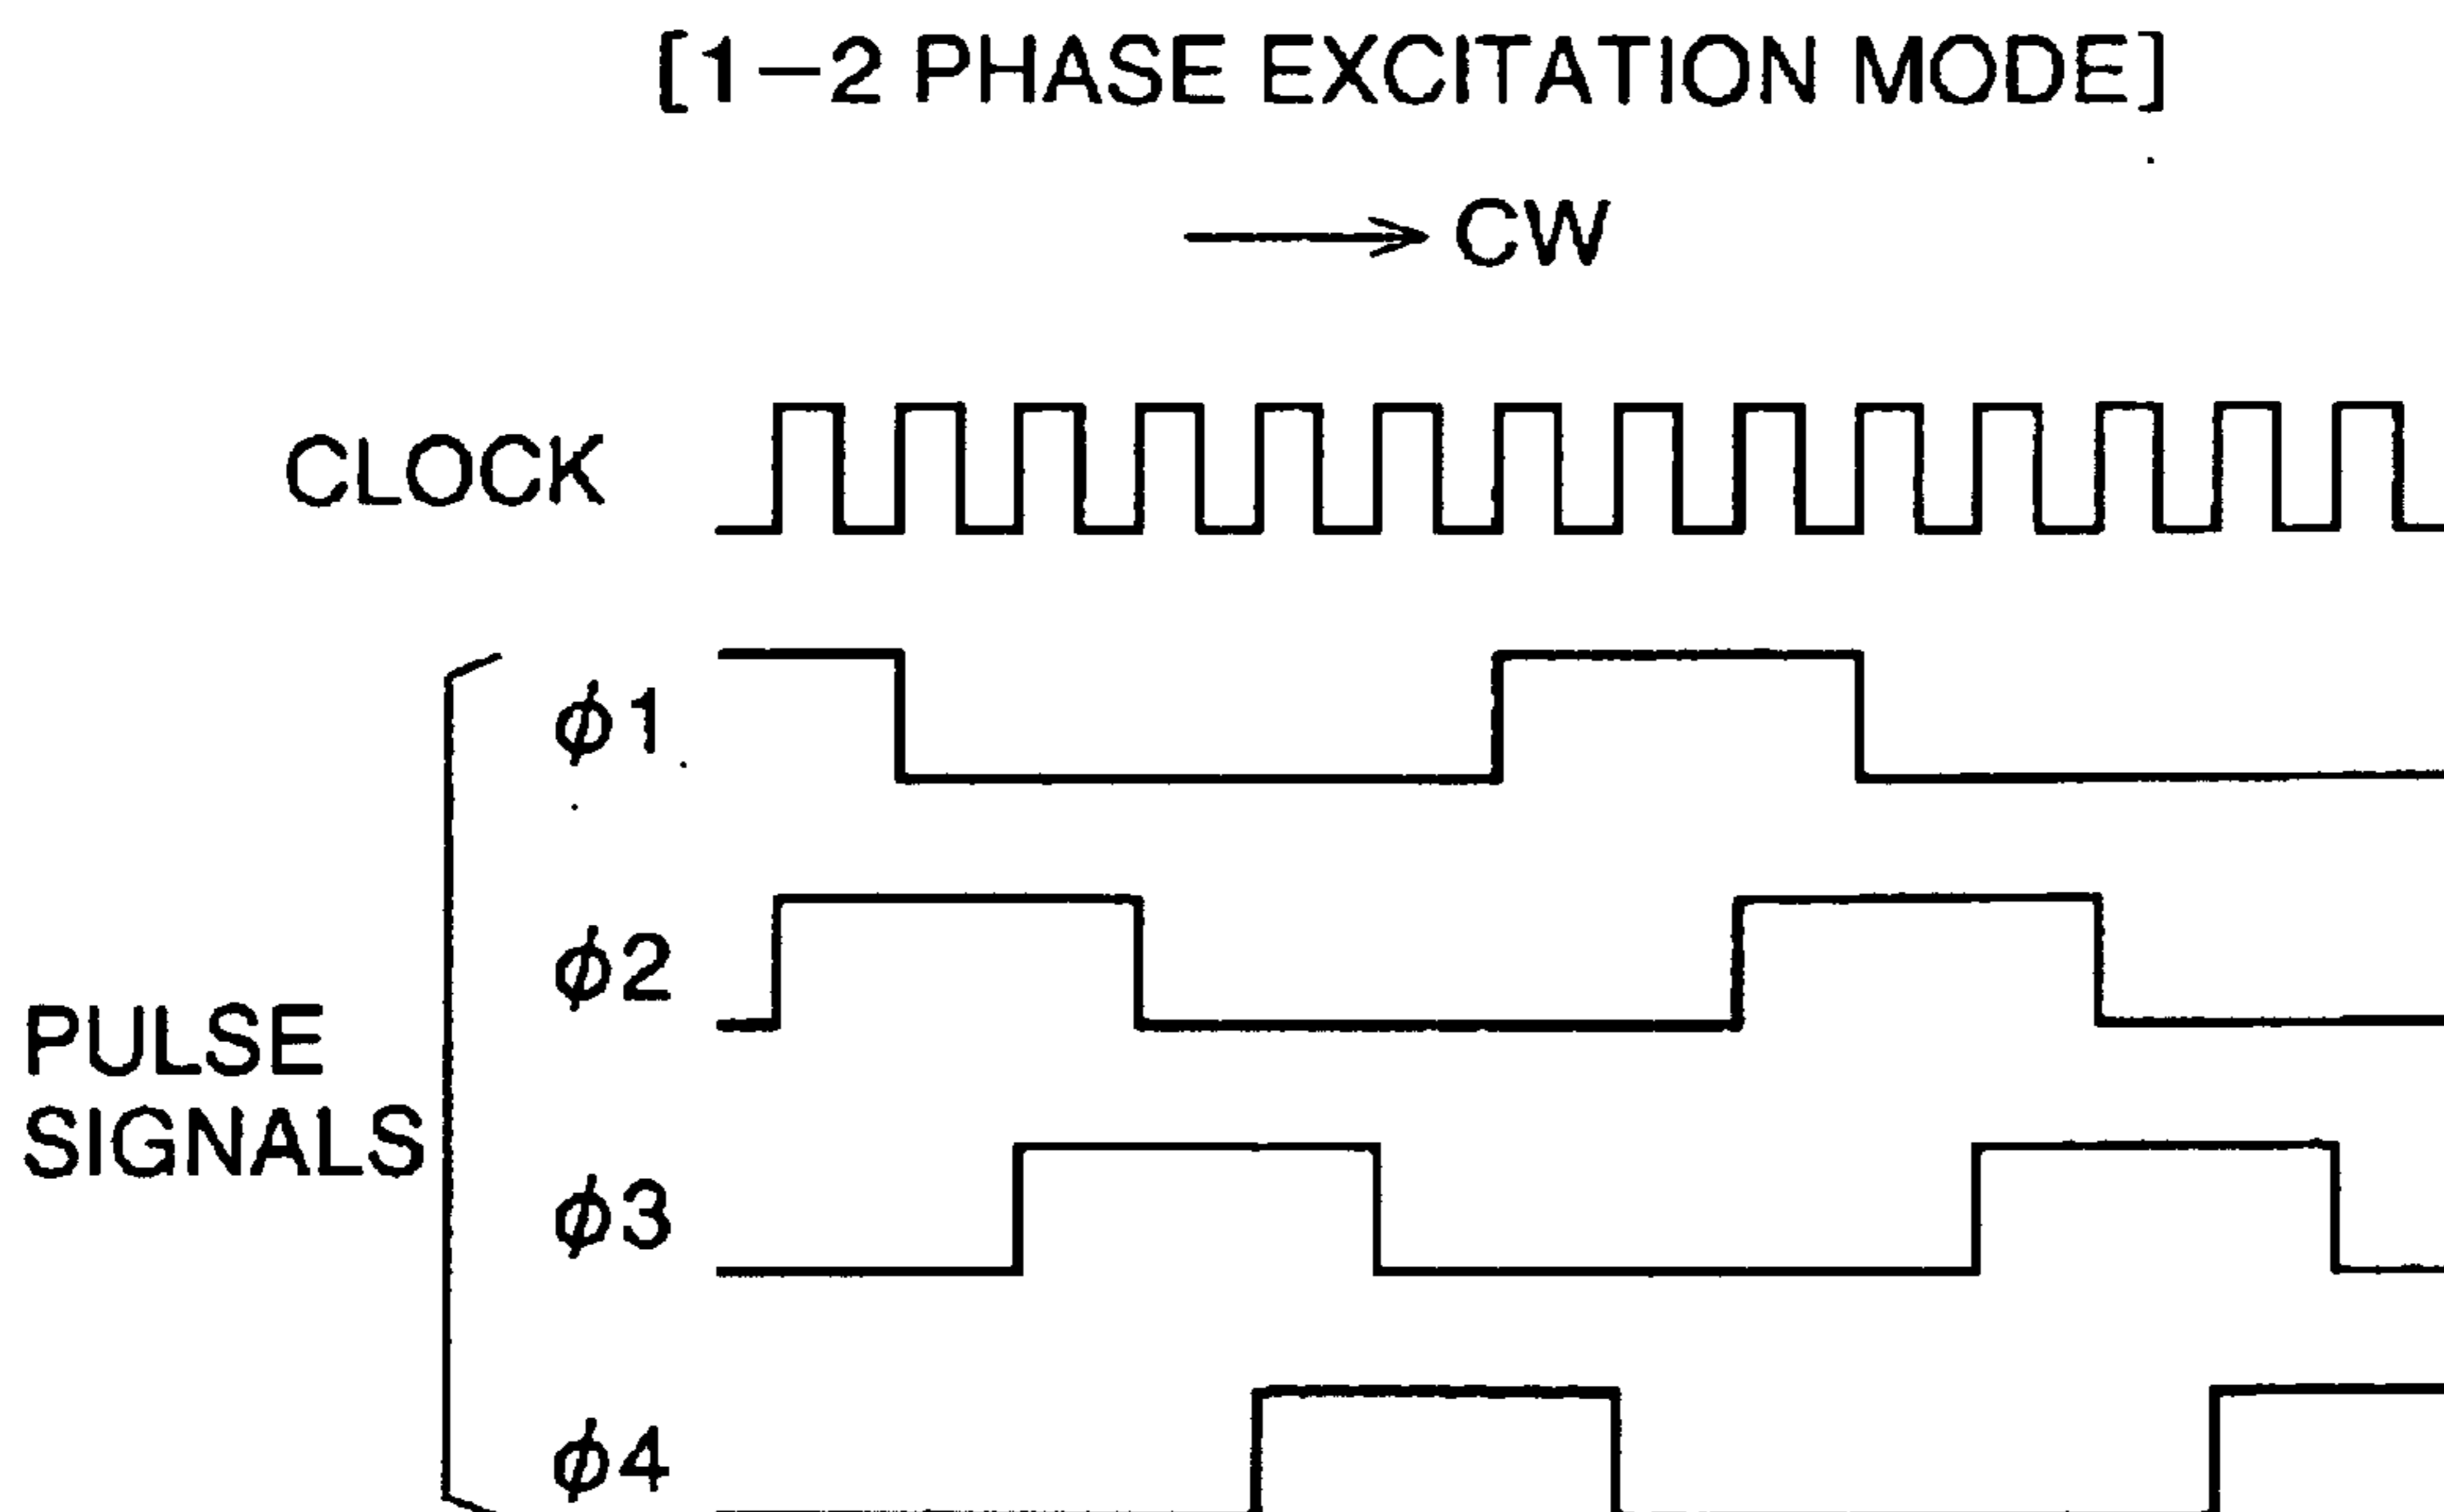 [1-2 PHASE EXCITATION MODE]
CW
CLOCK
ϕ1
ϕ2
PULSE
SIGNALS
ϕ3
ϕ4